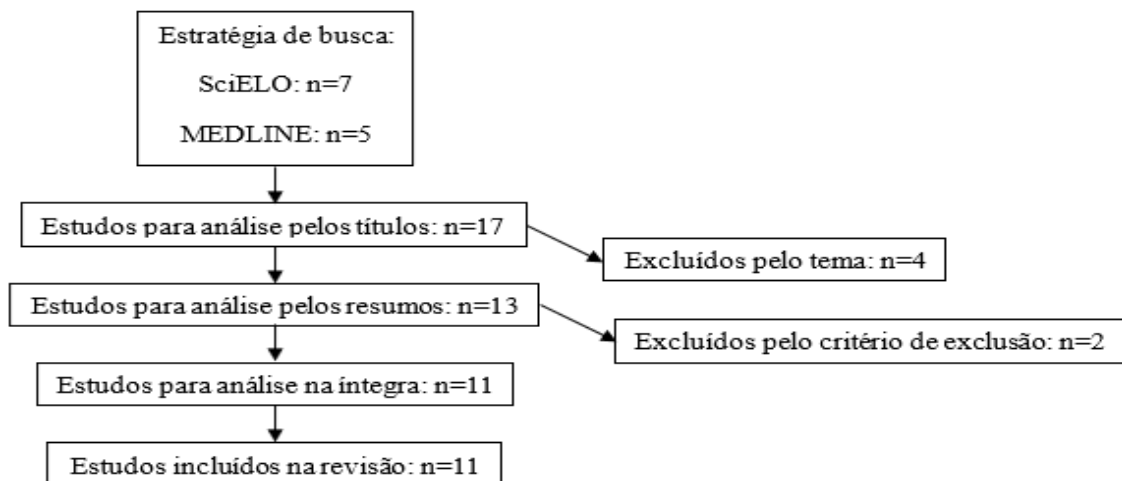 Estratégia de busca:
SciELO: n=7
MEDLINE: n=5
Estudos para análise pelos títulos: n=17
Excluídos pelo tema: n=4
Estudos para análise pelos resumos: n=13
Excluídos pelo critério de exclusão: n=2
Estudos para análise na íntegra: n=11
Estudos incluídos na revisão: n=11